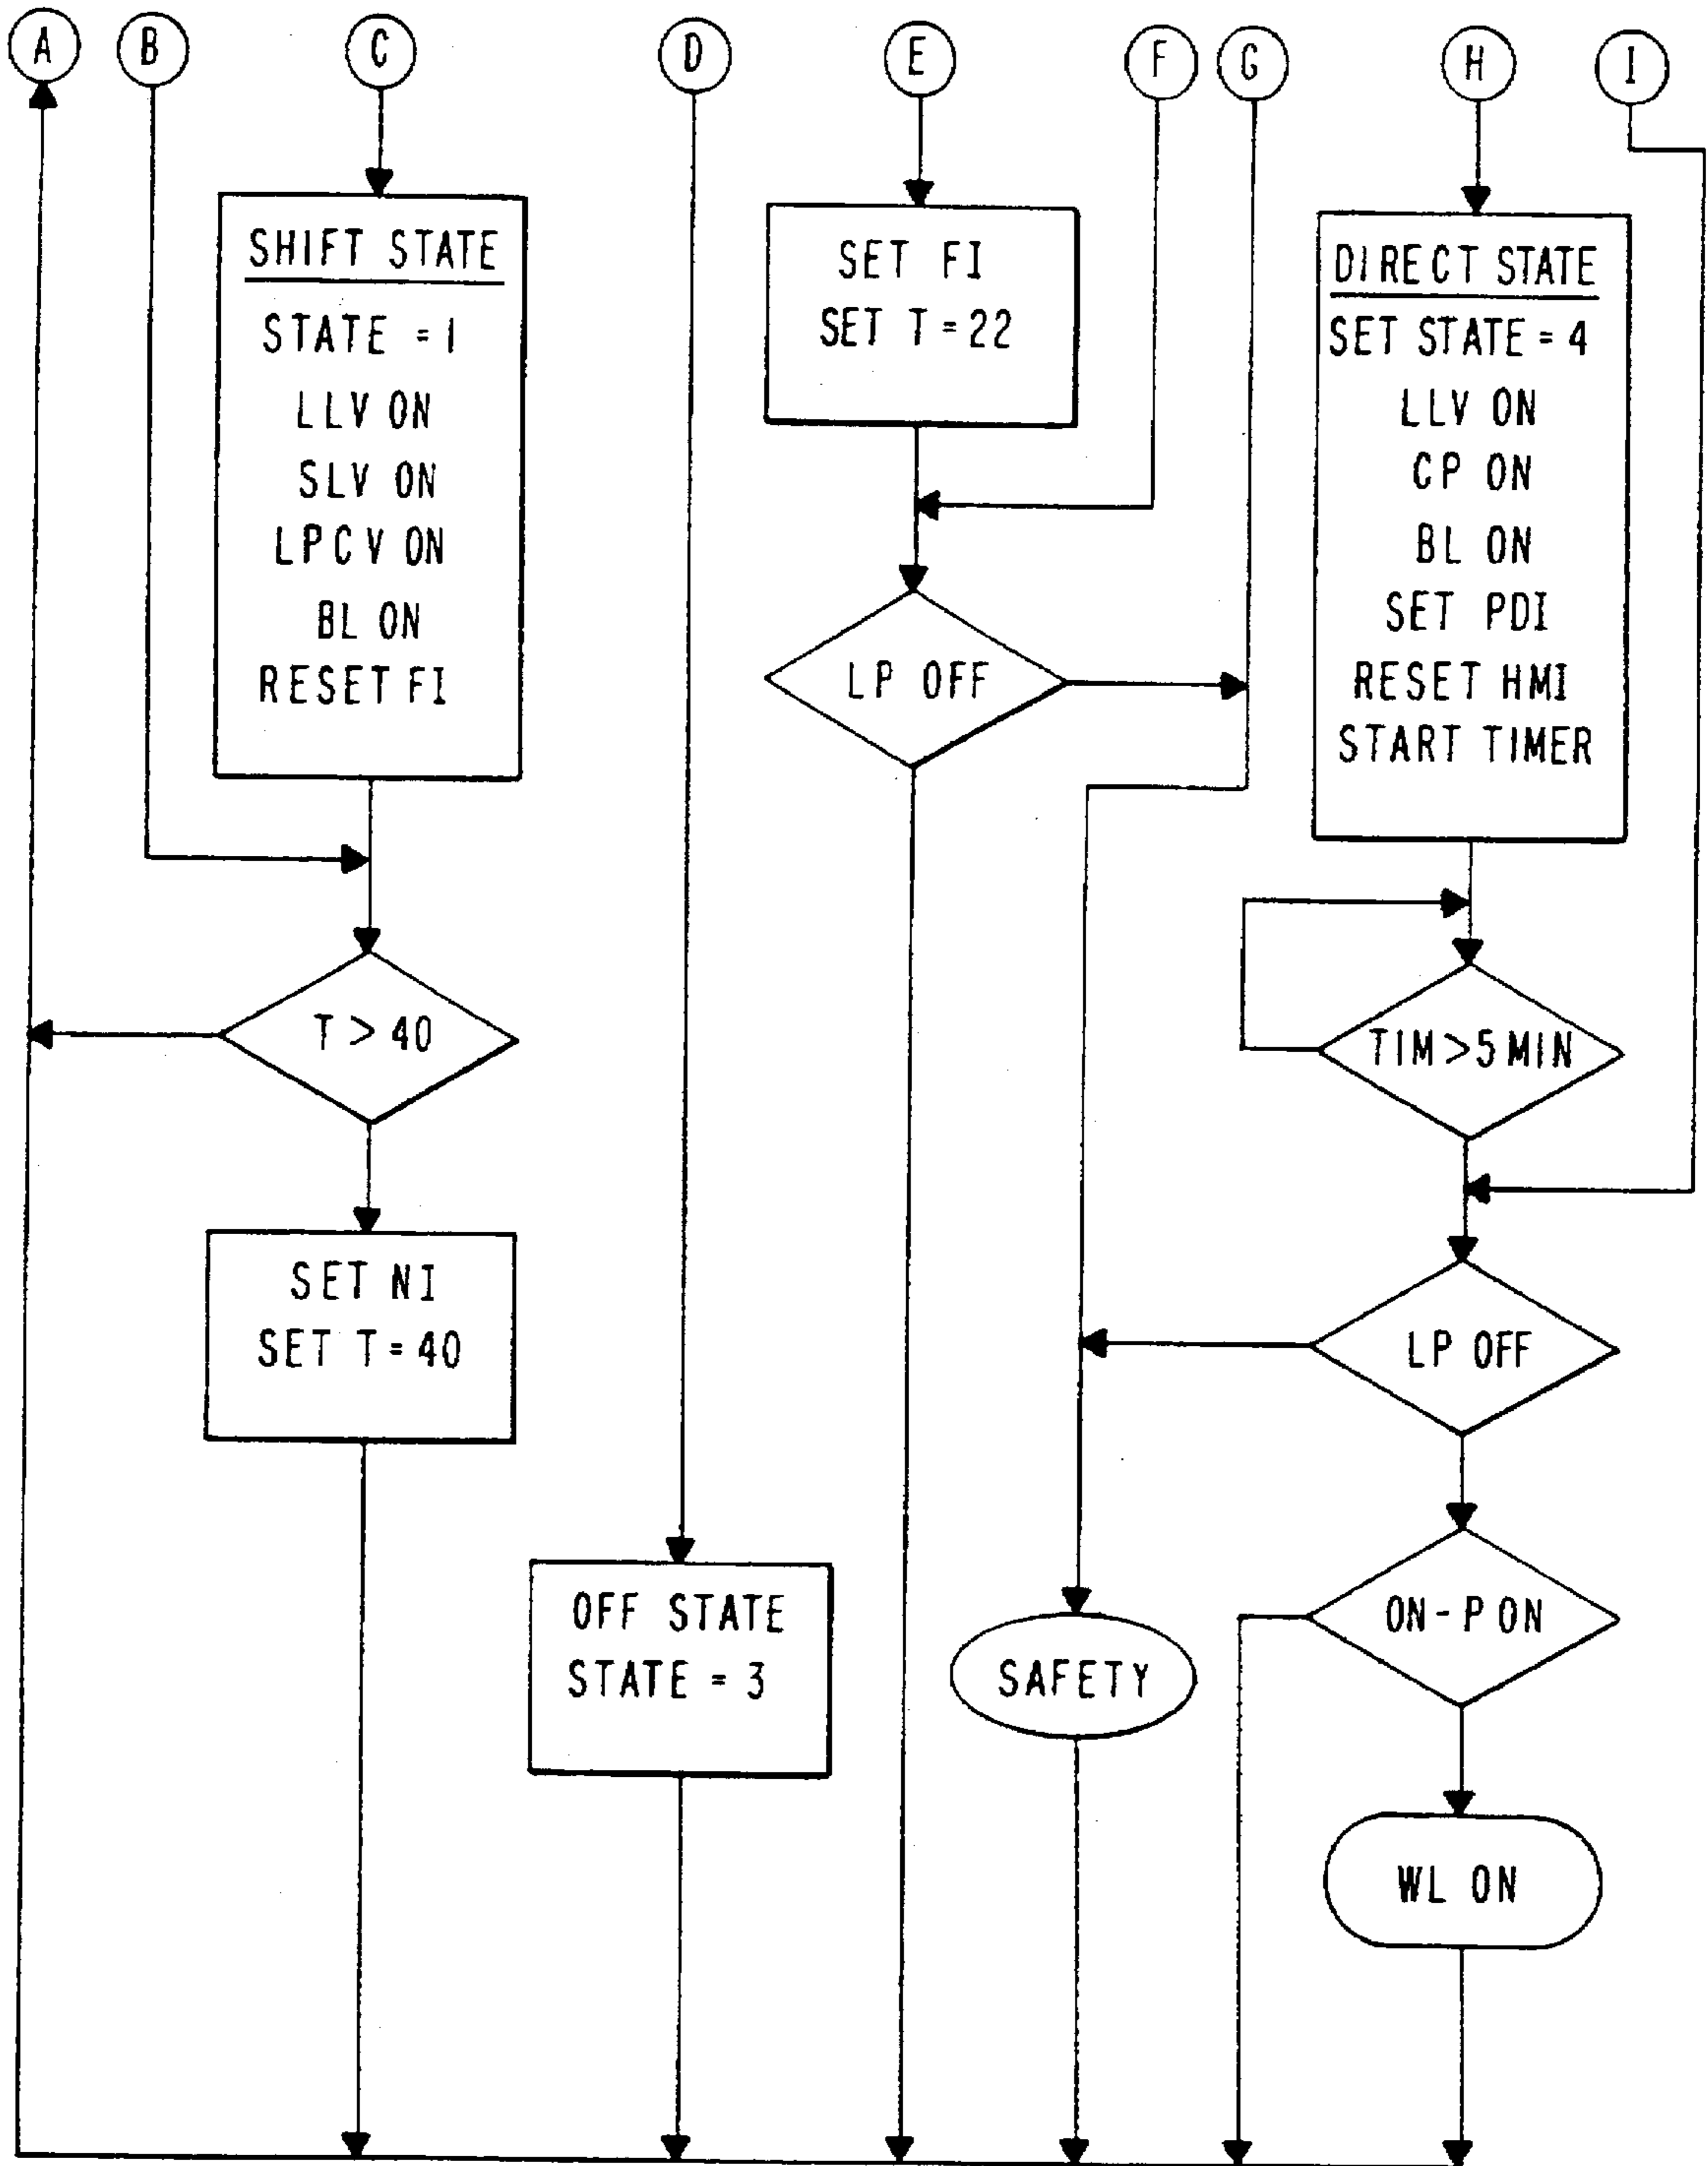 A
B
C
D
E
F
G
H
I
SHIFT STATE
STATE = 1
LLV ON
SLV ON
LPCV ON
BL ON
RESET FI
T > 40
SET NI
SET T = 40
OFF STATE
STATE = 3
SET FI
SET T = 22
LP OFF
SAFETY
DIRECT STATE
SET STATE = 4
LLV ON
CP ON
BL ON
SET PDI
RESET HMI
START TIMER
TIM > 5 MIN
LP OFF
ON-P ON
WL ON